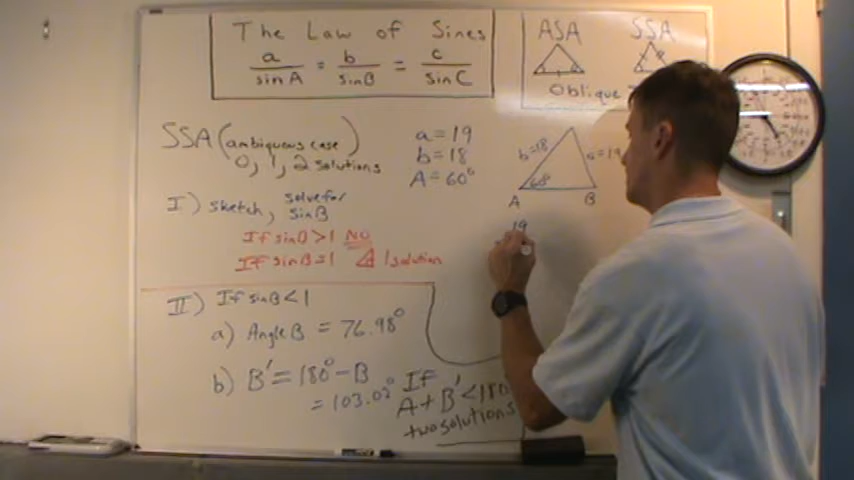 The Law of Sines
a/sinA = b/sinB = c/sinC
ASA SSA
Oblique
SSA (ambiguous case)
0, 1, 2 solutions
a=19
b=18
A=60°
b=18
a=19
60°
A B
19
I) Sketch, solve for
sinB
If sinB>1 NO
If sinB=1 1 solution
II) If sinB<1
a) Angle B = 76.98°
b) B' = 180° - B
= 103.02°
If
A+B'<180
two solutions